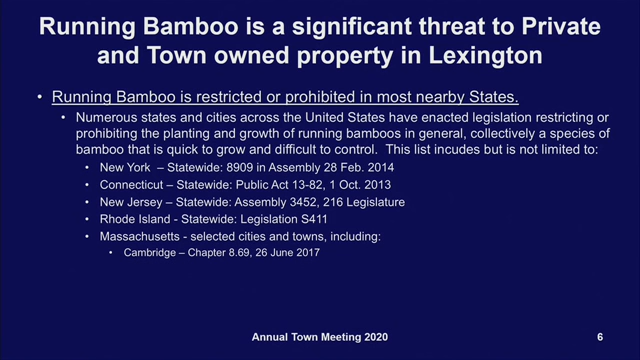 Running Bamboo is a significant threat to Private
and Town owned property in Lexington
• Running Bamboo is restricted or prohibited in most nearby States.
• Numerous states and cities across the United States have enacted legislation restricting or
prohibiting the planting and growth of running bamboos in general, collectively a species of
bamboo that is quick to grow and difficult to control. This list incudes but is not limited to:
• New York – Statewide: 8909 in Assembly 28 Feb. 2014
• Connecticut – Statewide: Public Act 13-82, 1 Oct. 2013
• New Jersey – Statewide: Assembly 3452, 216 Legislature
• Rhode Island - Statewide: Legislation S411
• Massachusetts - selected cities and towns, including:
• Cambridge – Chapter 8.69, 26 June 2017
Annual Town Meeting 2020
6